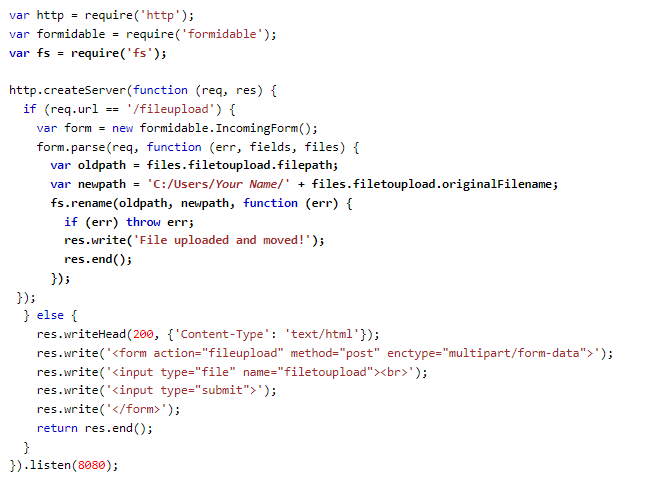 var http = require('http');
var formidable = require('formidable');
var fs = require('fs');

http.createServer(function (req, res) {
  if (req.url == '/fileupload') {
    var form = new formidable.IncomingForm();
    form.parse(req, function (err, fields, files) {
      var oldpath = files.filetoupload.filepath;
      var newpath = 'C:/Users/Your Name/' + files.filetoupload.originalFilename;
      fs.rename(oldpath, newpath, function (err) {
        if (err) throw err;
        res.write('File uploaded and moved!');
        res.end();
      });
 });
  } else {
    res.writeHead(200, {'Content-Type': 'text/html'});
    res.write('<form action="fileupload" method="post" enctype="multipart/form-data">');
    res.write('<input type="file" name="filetoupload"><br>');
    res.write('<input type="submit">');
    res.write('</form>');
    return res.end();
  }
}).listen(8080);